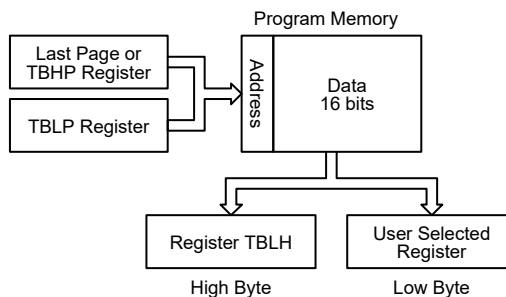 Program Memory
Last Page or
TBHP Register
TBLP Register
Address
Data
16 bits
Register TBLH
User Selected
Register
High Byte
Low Byte